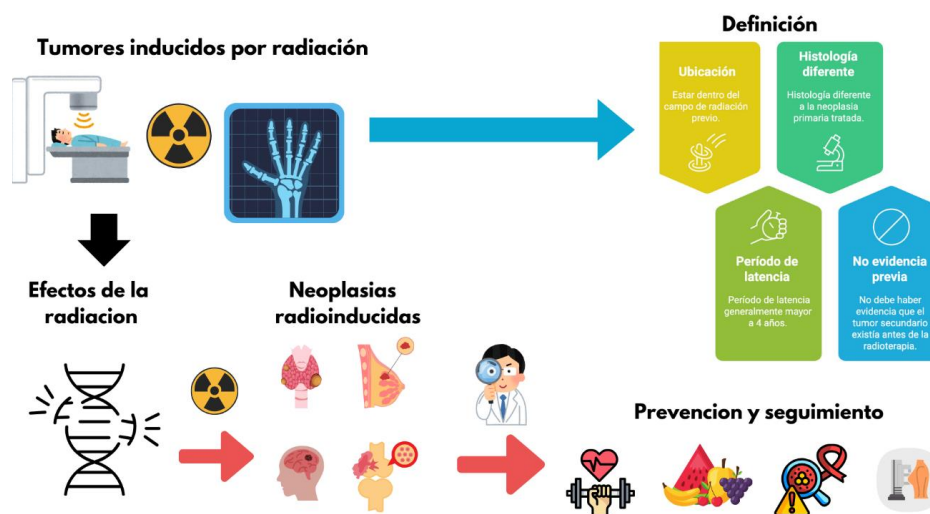 Tumores inducidos por radiación
Definición
Ubicación
Estar dentro del
campo de radiación
previo.
Histología
diferente
Histología diferente
a la neoplasia
primaria tratada.
Período de
latencia
Período de latencia
generalmente mayor
a 4 años.
No evidencia
previa
No debe haber
evidencia que el
tumor secundario
existía antes de la
radioterapia.
Efectos de la
radiacion
Neoplasias
radioinducidas
Prevencion y seguimiento